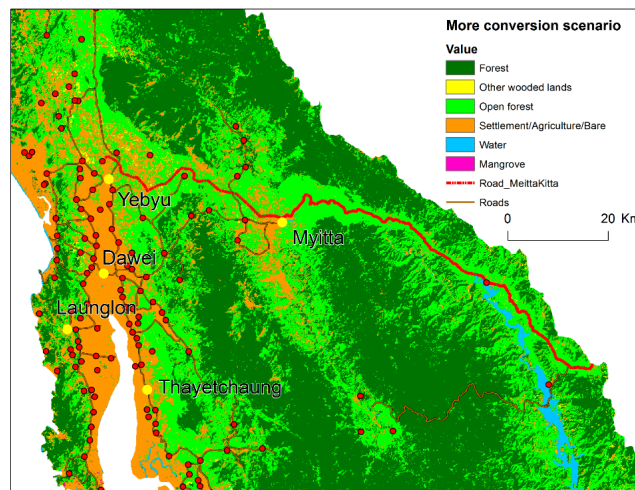 More conversion scenario
Value
Forest
Other wooded lands
Open forest
Settlement/Agriculture/Bare
Water
Mangrove
Road_MeittaKitta
Roads
0 20 Km
Yebyu
Myitta
Dawei
Launglon
Thayetchaung